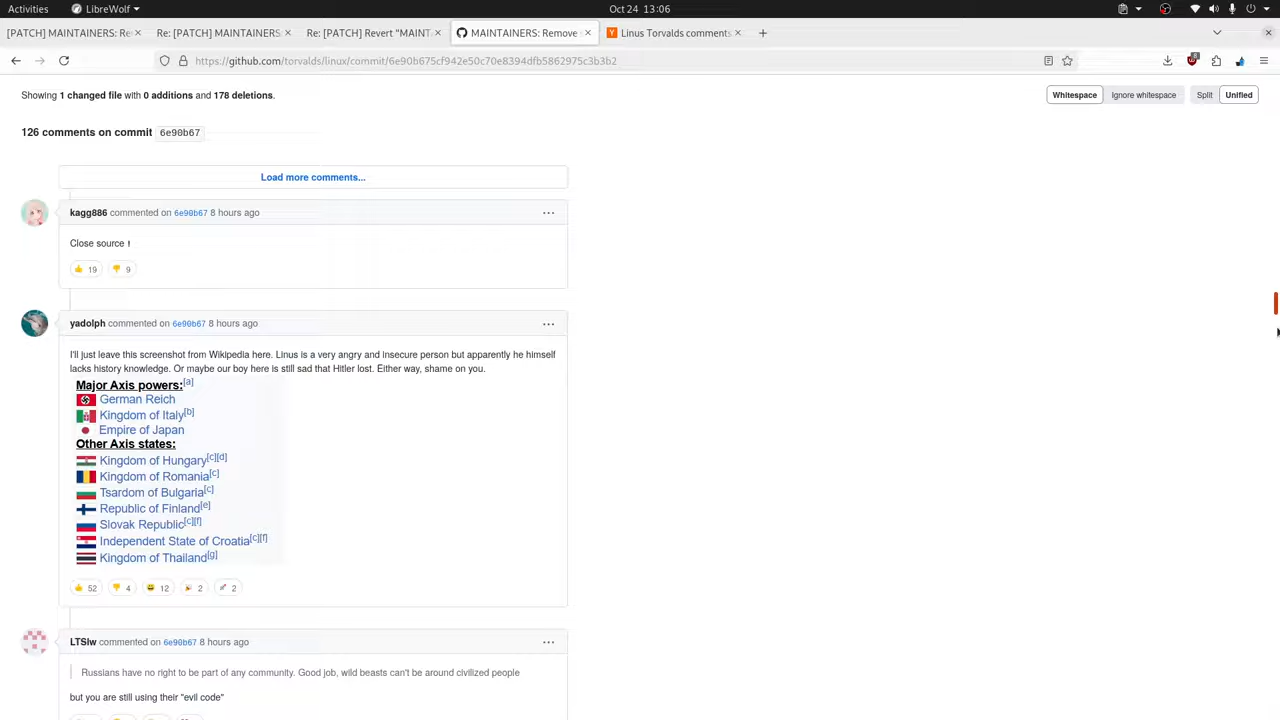 Activities
LibreWolf
Oct 24 13:06
[PATCH] MAINTAINERS: Re
Re: [PATCH] MAINTAINERS:
Re: [PATCH] Revert "MAINT
MAINTAINERS: Remove
Linus Torvalds comments
https://github.com/torvalds/linux/commit/6e90b675cf942e50c70e8394dfb5862975c3b3b2
6
Showing 1 changed file with 0 additions and 178 deletions.
Whitespace
Ignore whitespace
Split
Unified
126 comments on commit 6e90b67
Load more comments...
kagg886 commented on 6e90b67 8 hours ago
Close source !
19
9
yadolph commented on 6e90b67 8 hours ago
I'll just leave this screenshot from Wikipedia here. Linus is a very angry and insecure person but apparently he himself
lacks history knowledge. Or maybe our boy here is still sad that Hitler lost. Either way, shame on you.
Major Axis powers:[a]
German Reich
Kingdom of Italy[b]
Empire of Japan
Other Axis states:
Kingdom of Hungary[c][d]
Kingdom of Romania[c]
Tsardom of Bulgaria[c]
Republic of Finland[e]
Slovak Republic[c][f]
Independent State of Croatia[c][f]
Kingdom of Thailand[g]
52
4
12
2
2
LTSlw commented on 6e90b67 8 hours ago
Russians have no right to be part of any community. Good job, wild beasts can't be around civilized people
but you are still using their "evil code"